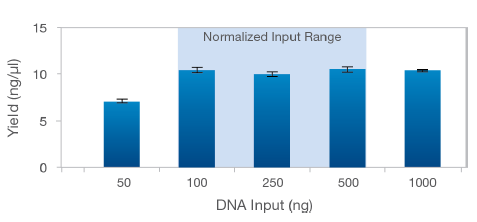 15
Normalized Input Range
10
5
0
Yield (ng/µl)
50 100 250 500 1000
DNA Input (ng)